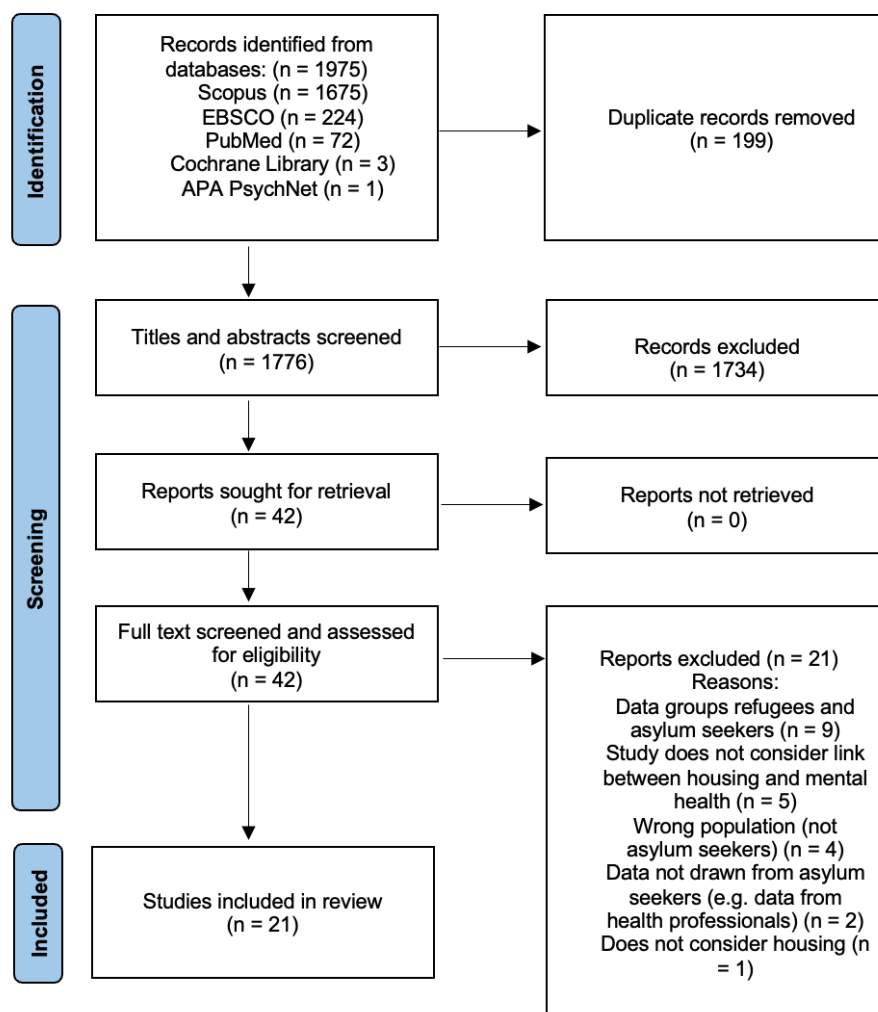 Identification
Records identified from
databases: (n = 1975)
Scopus (n = 1675)
EBSCO (n = 224)
PubMed (n = 72)
Cochrane Library (n = 3)
APA PsychNet (n = 1)
Duplicate records removed
(n = 199)
Screening
Titles and abstracts screened
(n = 1776)
Records excluded
(n = 1734)
Reports sought for retrieval
(n = 42)
Reports not retrieved
(n = 0)
Full text screened and assessed
for eligibility
(n = 42)
Reports excluded (n = 21)
Reasons:
Data groups refugees and
asylum seekers (n = 9)
Study does not consider link
between housing and mental
health (n = 5)
Wrong population (not
asylum seekers) (n = 4)
Data not drawn from asylum
seekers (e.g. data from
health professionals) (n = 2)
Does not consider housing (n
= 1)
Included
Studies included in review
(n = 21)